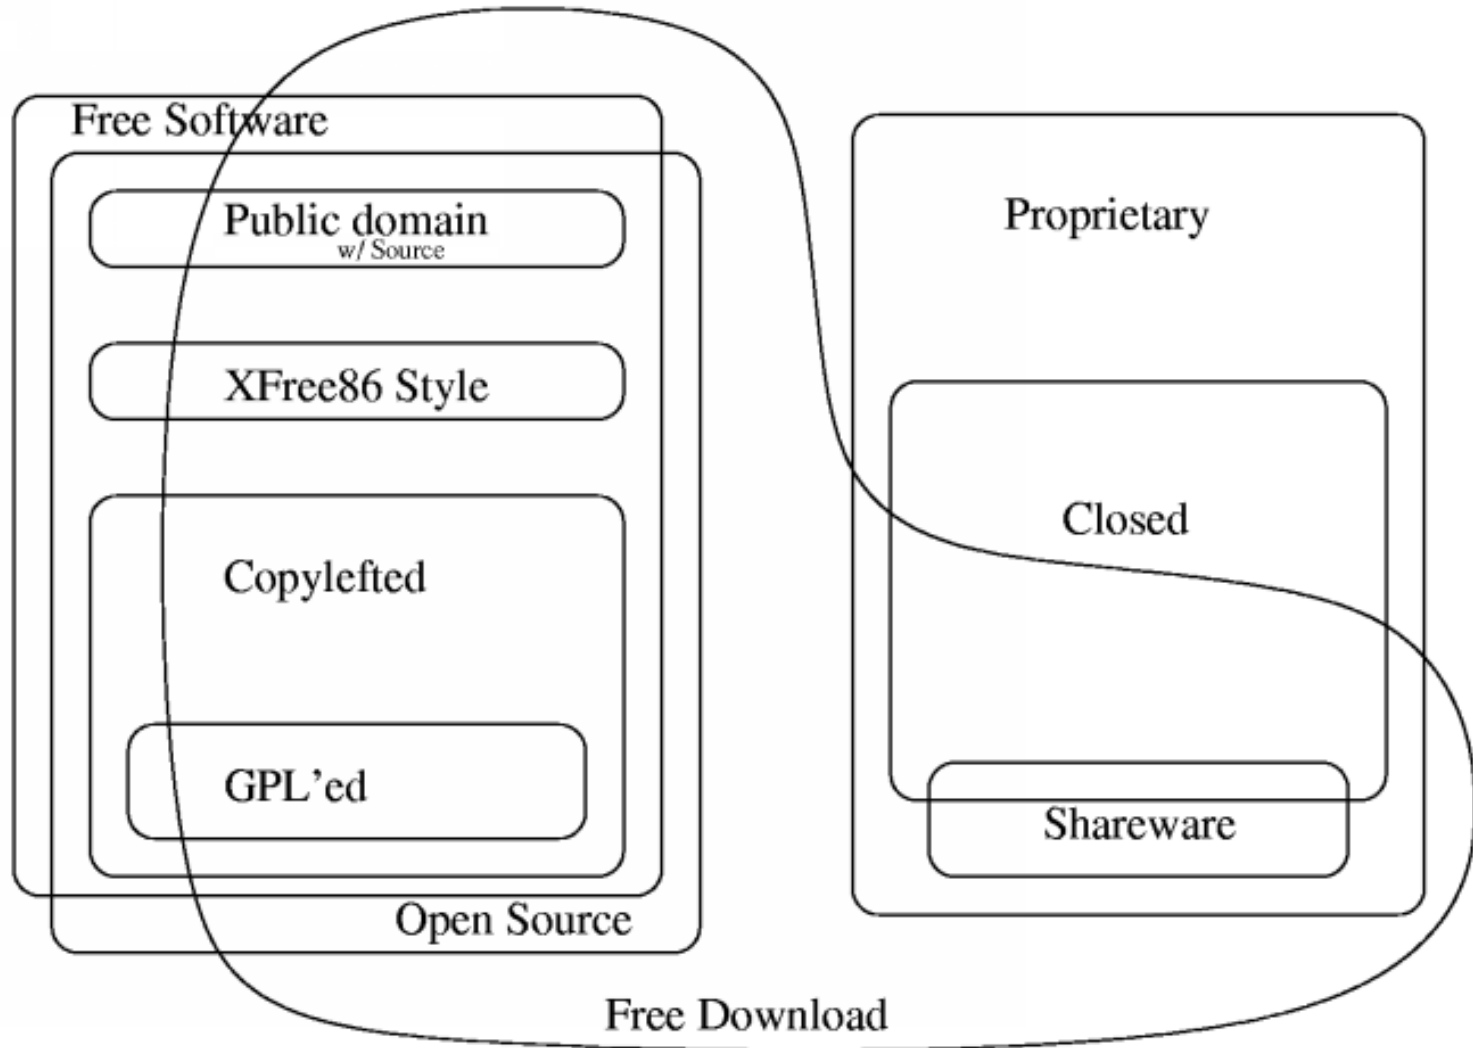 Free Software
Public domain
w/ Source
XFree86 Style
Copylefted
GPL'ed
Open Source
Proprietary
Closed
Shareware
Free Download